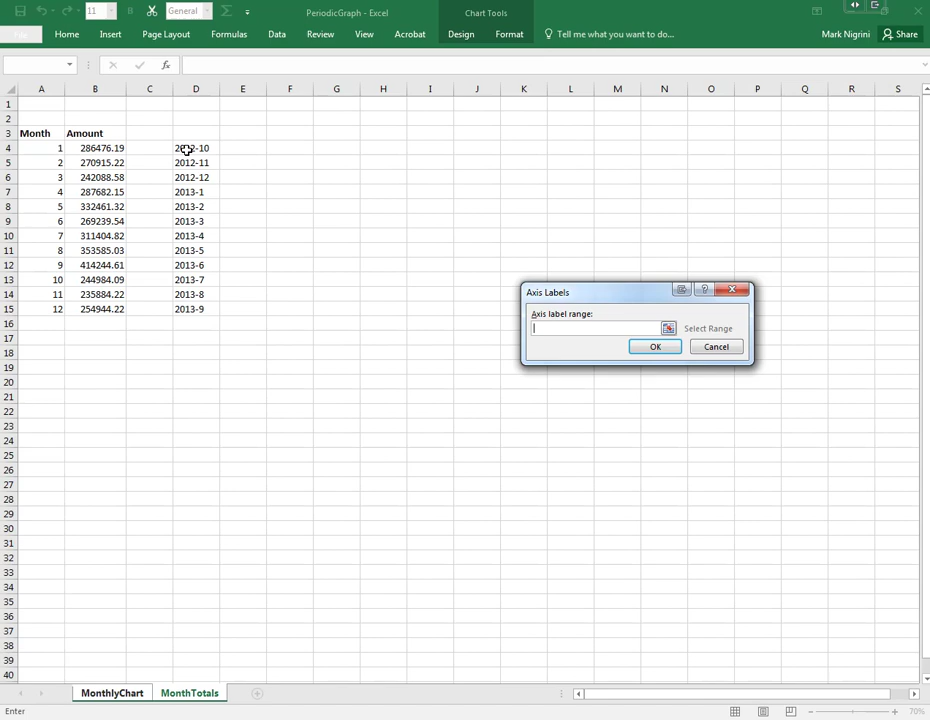 11 B General PeriodicGraph - Excel Chart Tools
File Home Insert Page Layout Formulas Data Review View Acrobat Design Format Tell me what you want to do... Mark Nigrini Share
fx
A B C D E F G H I J K L M N O P Q R S
1
2
3 Month Amount
4 1 286476.19 2012-10
5 2 270915.22 2012-11
6 3 242088.58 2012-12
7 4 287682.15 2013-1
8 5 332461.32 2013-2
9 6 269239.54 2013-3
10 7 311404.82 2013-4
11 8 353585.03 2013-5
12 9 414244.61 2013-6
13 10 244984.09 2013-7
14 11 235884.22 2013-8
15 12 254944.22 2013-9
Axis Labels ?
Axis label range:
Select Range
OK Cancel
16
17
18
19
20
21
22
23
24
25
26
27
28
29
30
31
32
33
34
35
36
37
38
39
40
MonthlyChart MonthTotals
Enter 70%